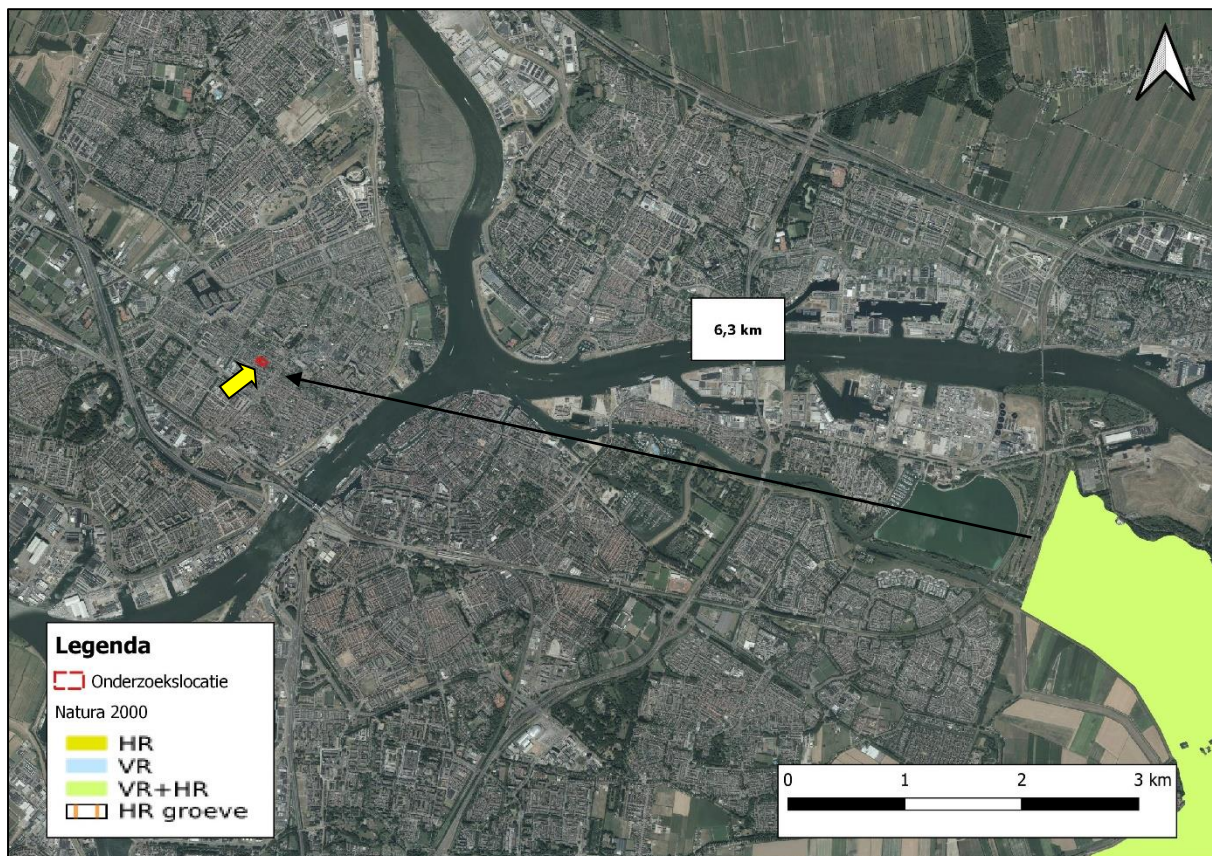 6,3 km
Legenda
Onderzoekslocatie
Natura 2000
HR
VR
VR+HR
HR groeve
0 1 2 3 km